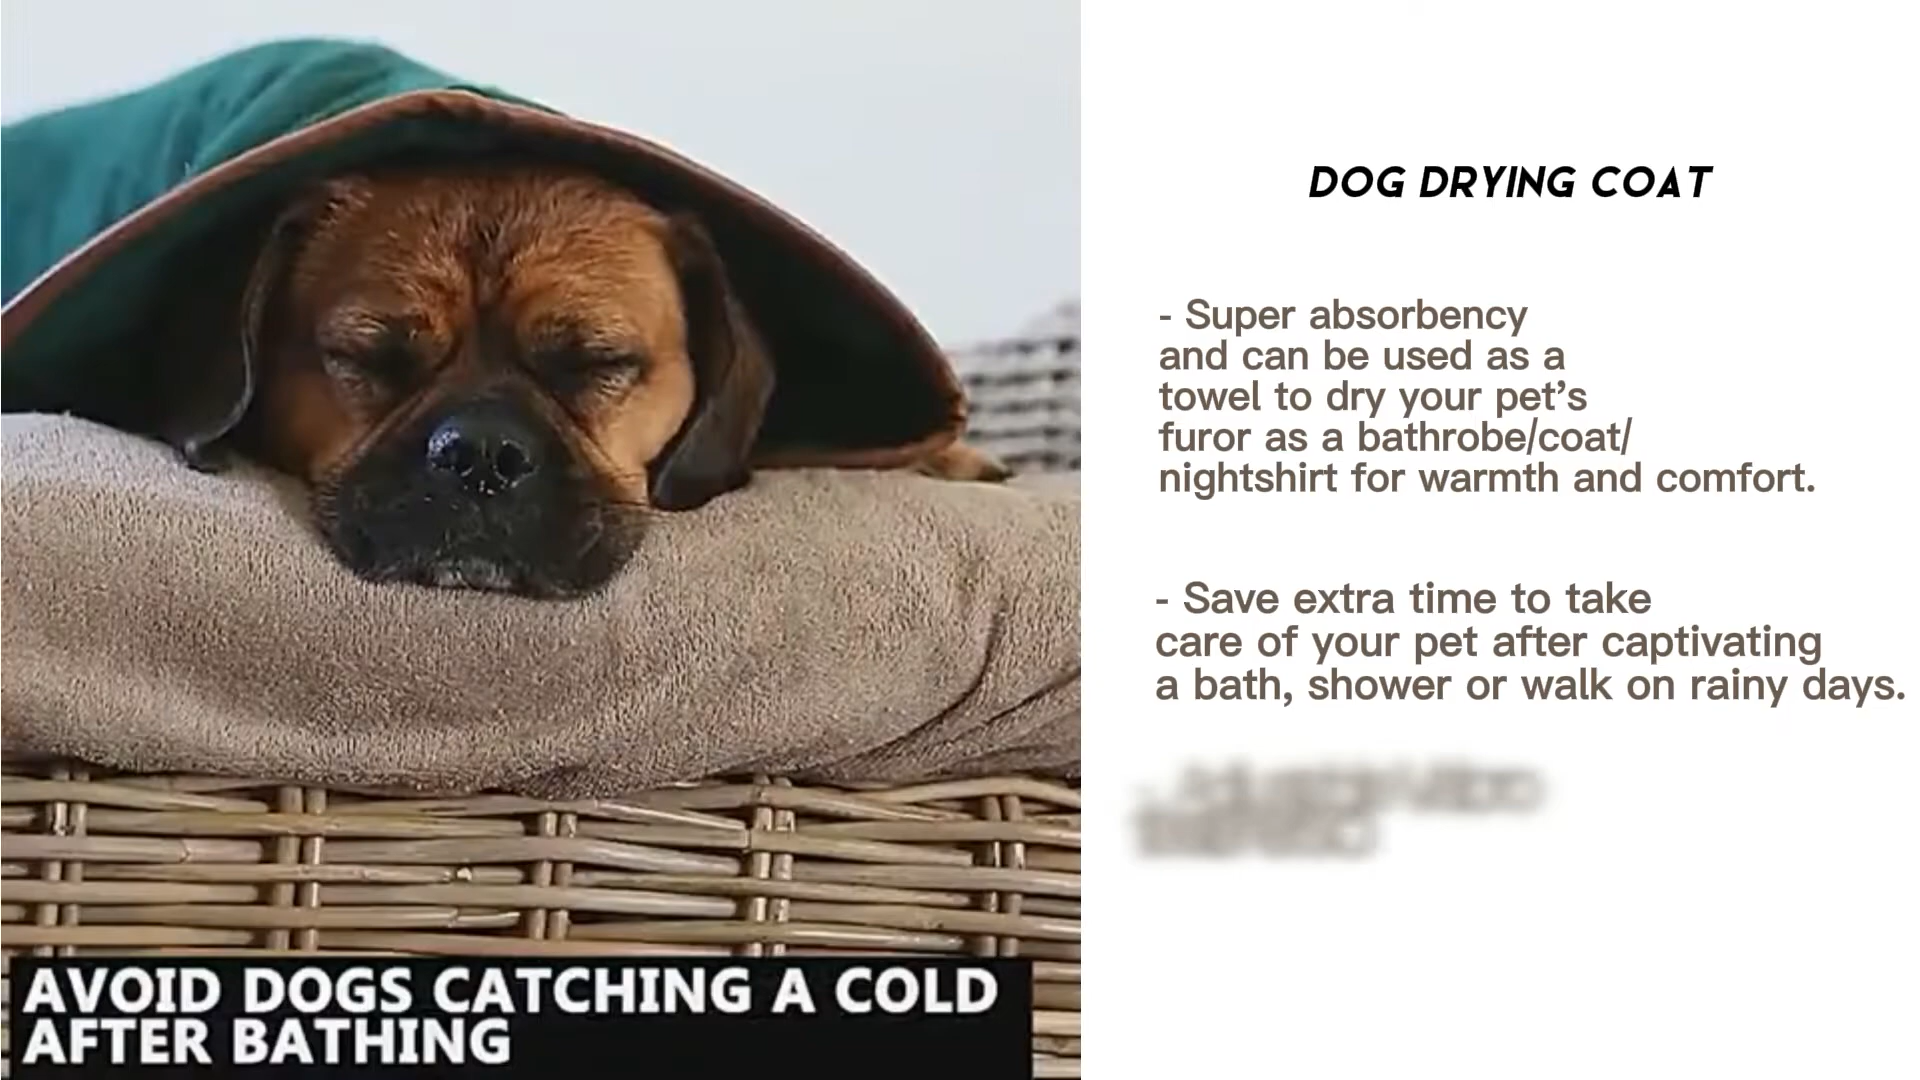 DOG DRYING COAT
- Super absorbency
and can be used as a
towel to dry your pet’s
furor as a bathrobe/coat/
nightshirt for warmth and comfort.
- Save extra time to take
care of your pet after captivating
a bath, shower or walk on rainy days.
AVOID DOGS CATCHING A COLD
AFTER BATHING